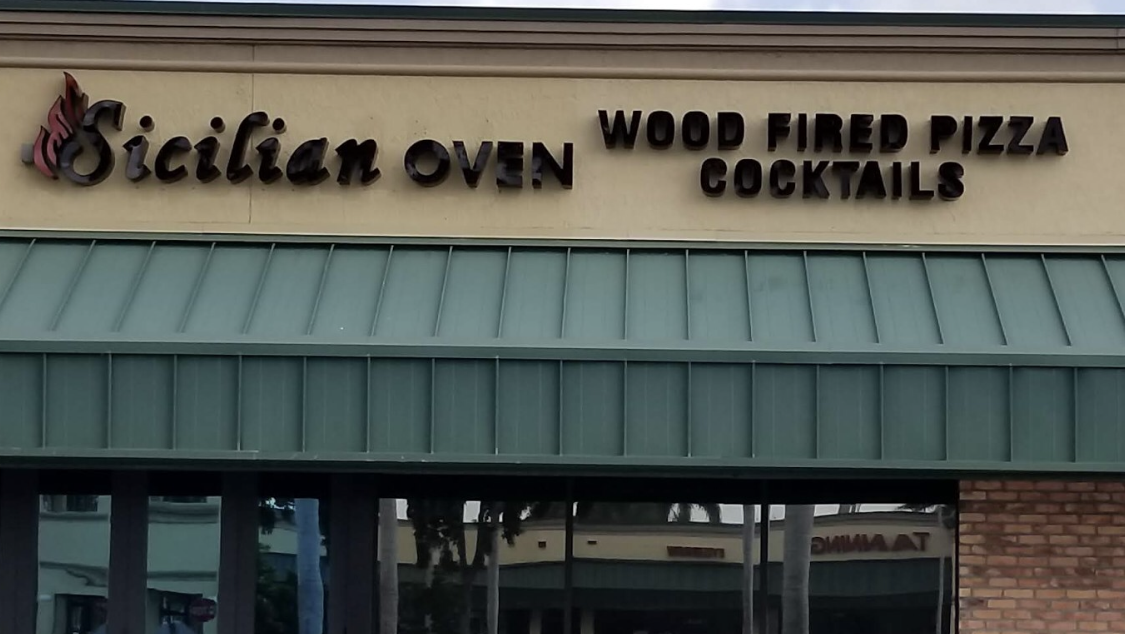 Sicilian OVEN
WOOD FIRED PIZZA
COCKTAILS